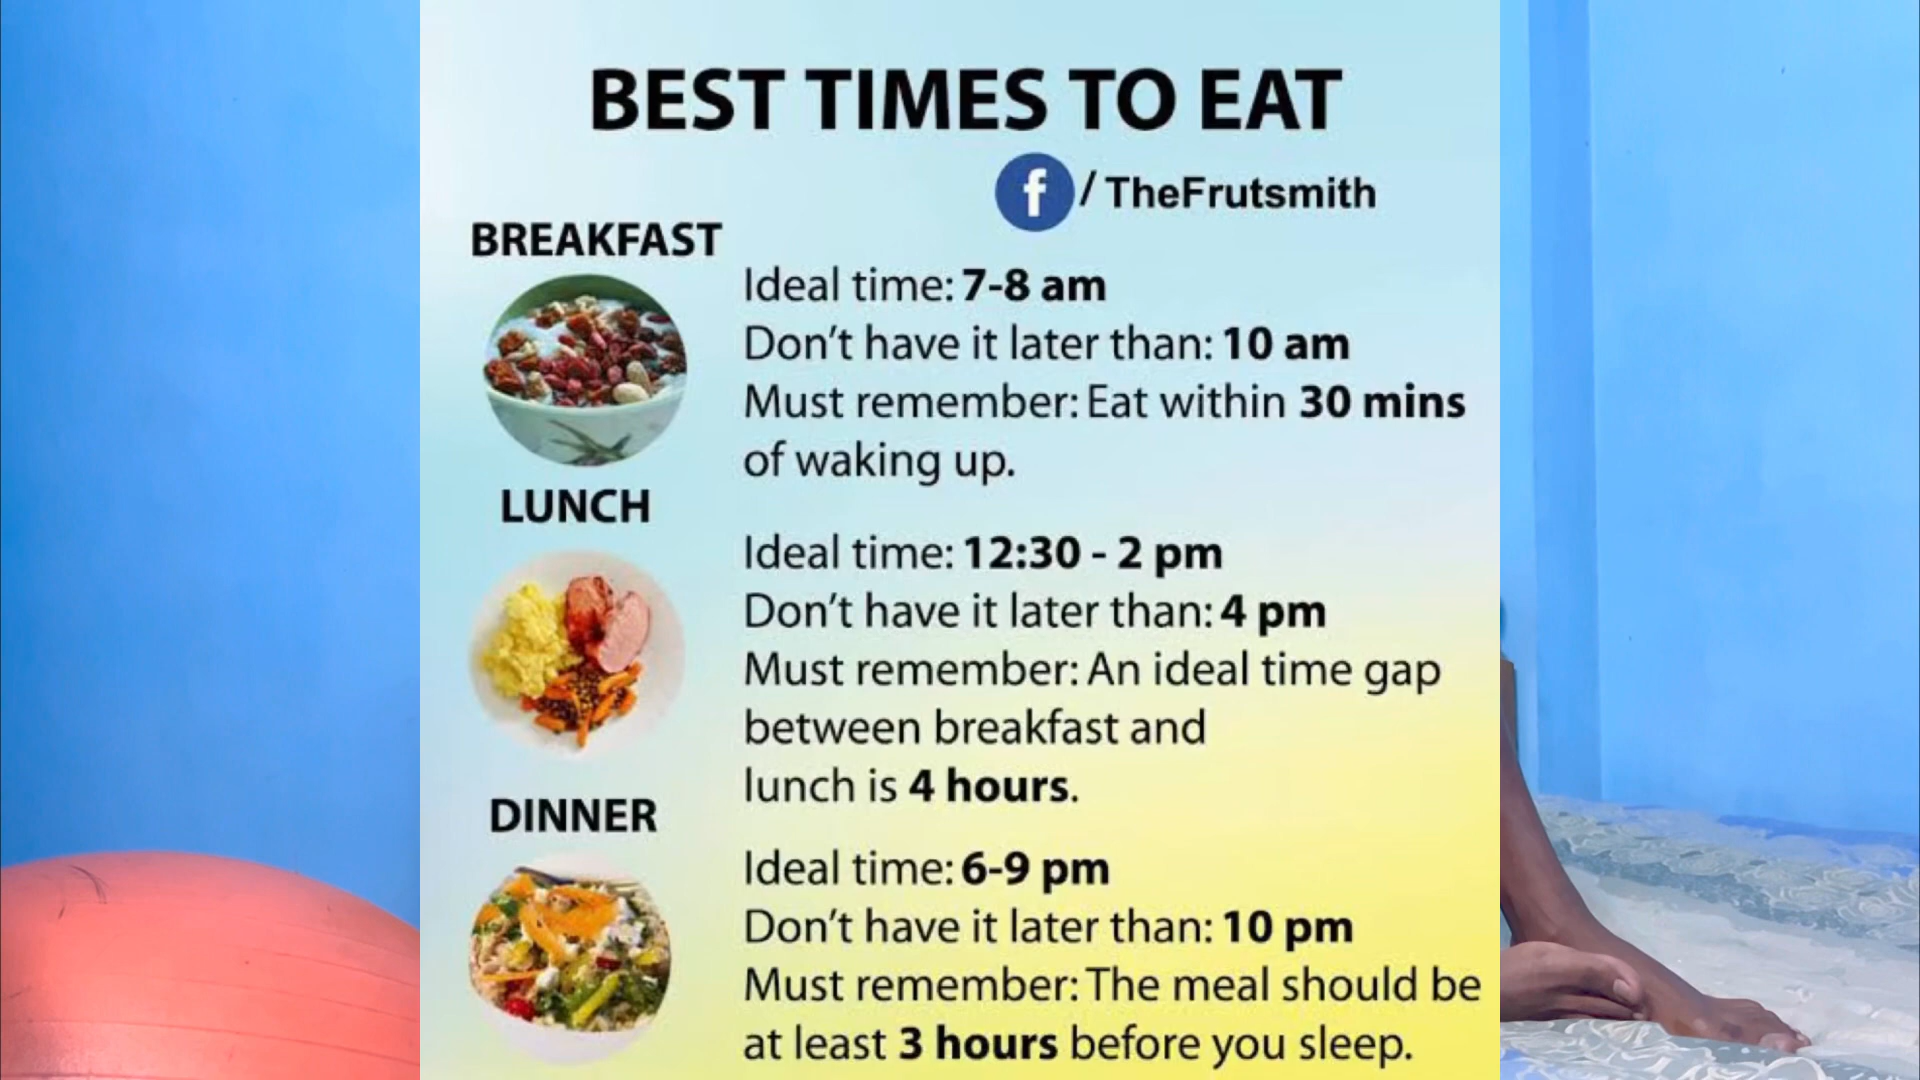 BEST TIMES TO EAT
f / TheFrutsmith
BREAKFAST
Ideal time: 7-8 am
Don't have it later than: 10 am
Must remember: Eat within 30 mins
of waking up.
LUNCH
Ideal time: 12:30 - 2 pm
Don't have it later than: 4 pm
Must remember: An ideal time gap
between breakfast and
lunch is 4 hours.
DINNER
Ideal time: 6-9 pm
Don't have it later than: 10 pm
Must remember: The meal should be
at least 3 hours before you sleep.